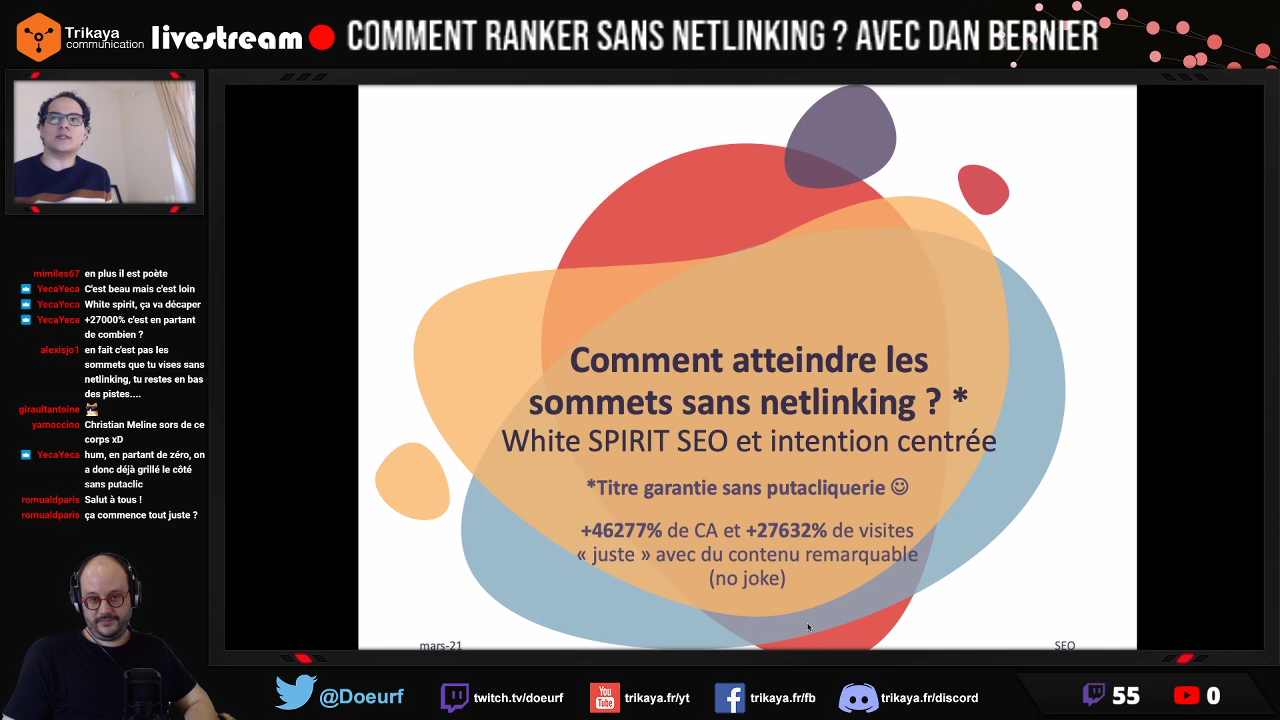 Trikaya
communication
livestream
COMMENT RANKER SANS NETLINKING ? AVEC DAN BERNIER
mimiles67 en plus il est poète
YecaYeca C'est beau mais c'est loin
YecaYeca White spirit, ça va décaper
YecaYeca +27000% c'est en partant
de combien ?
alexisjo1 en fait c'est pas les
sommets que tu vises sans
netlinking, tu restes en bas
des pistes....
giraultantoine
yamoccino Christian Meline sors de ce
corps xD
YecaYeca hum, en partant de zéro, on
a donc déjà grillé le côté
sans putaclic
romualdparis Salut à tous !
romualdparis ça commence tout juste ?
Comment atteindre les
sommets sans netlinking ? *
White SPIRIT SEO et intention centrée
*Titre garantie sans putacliquerie ☺
+46277% de CA et +27632% de visites
« juste » avec du contenu remarquable
(no joke)
mars-21
SEO
@Doeurf
twitch.tv/doeurf
You
Tube
trikaya.fr/yt
trikaya.fr/fb
trikaya.fr/discord
55
0